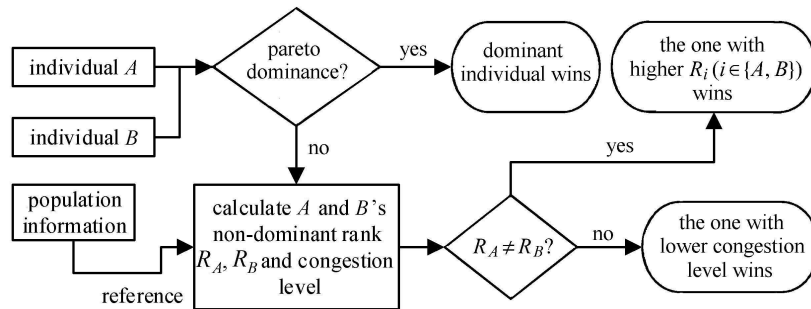 individual A
individual B
pareto
dominance?
yes
dominant
individual wins
the one with
higher R_i (i∈{A, B})
wins
no
yes
population
information
reference
calculate A and B's
non-dominant rank
R_A, R_B and congestion
level
R_A≠R_B?
no
the one with
lower congestion
level wins